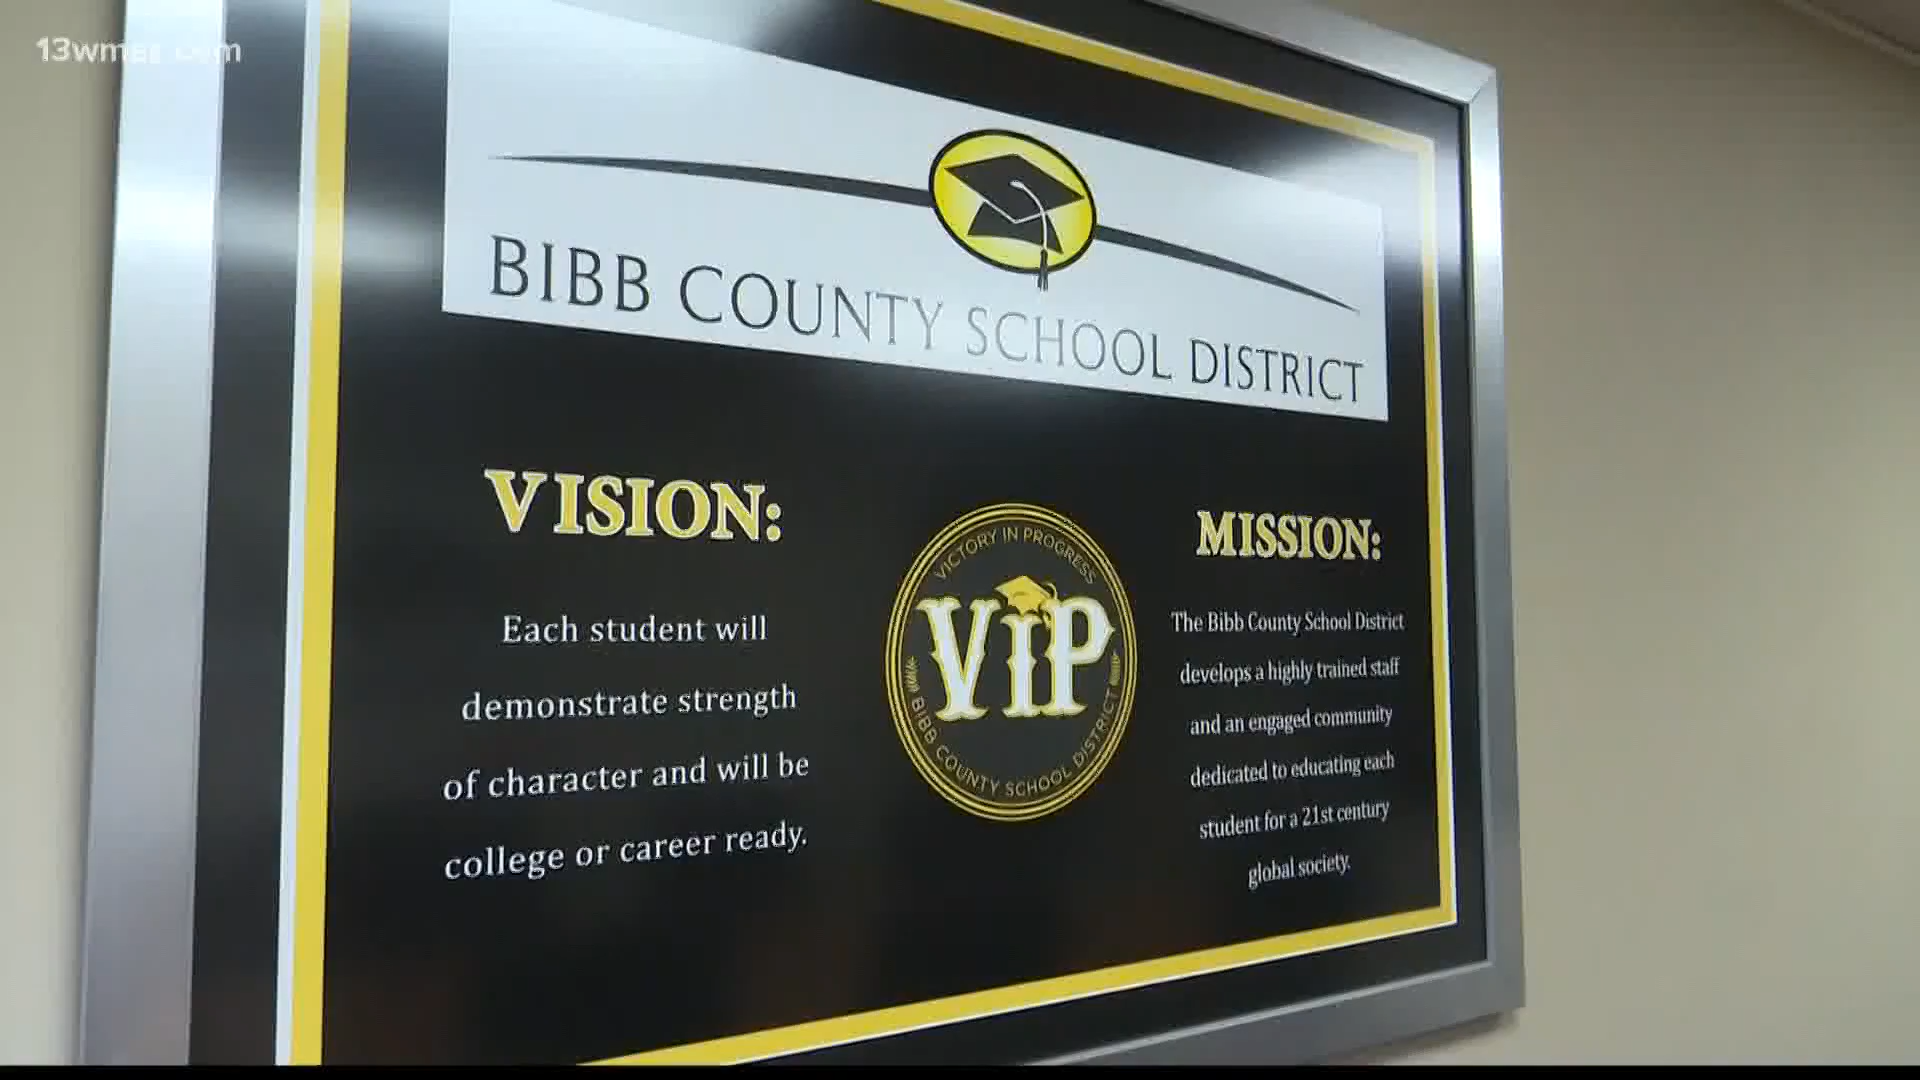 13wmaz.com
BIBB COUNTY SCHOOL DISTRICT
VISION:
Each student will
demonstrate strength
of character and will be
college or career ready.
VICTORY IN PROGRESS
VIP
BIBB COUNTY SCHOOL DISTRICT
MISSION:
The Bibb County School District
develops a highly trained staff
and an engaged community
dedicated to educating each
student for a 21st century
global society.